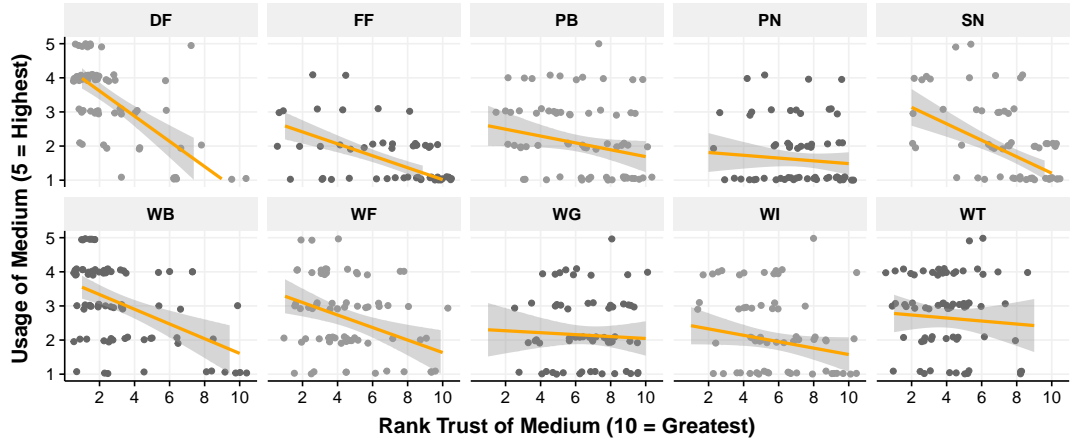 DF FF PB PN SN
5
4
3
2
1
WB WF WG WI WT
5
4
3
2
1
2 4 6 8 10 2 4 6 8 10 2 4 6 8 10 2 4 6 8 10 2 4 6 8 10
Usage of Medium (5 = Highest)
Rank Trust of Medium (10 = Greatest)